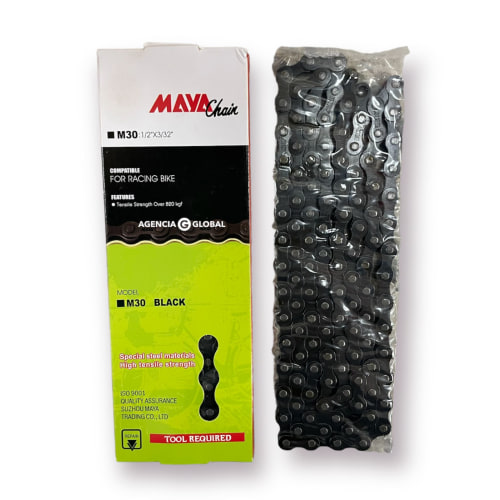 MAYA Chain
M30 1/2"X3/32"
COMPATIBLE
FOR RACING BIKE
FEATURES
Tensile Strength Over 820 kgf
AGENCIA G GLOBAL
MODEL
M30 BLACK
Special steel materials
High tensile strength
ISO 9001
QUALITY ASSURANCE
SUZHOU MAYA
TRADING CO., LTD
TOOL REQUIRED